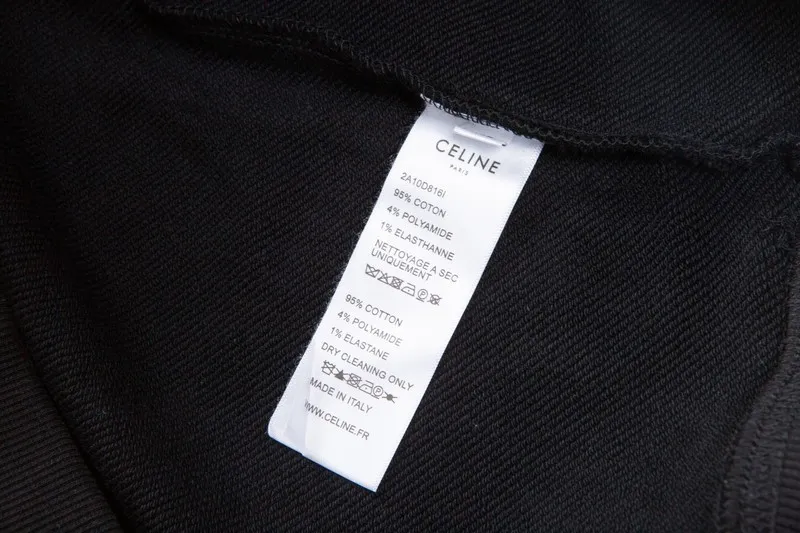 CELINE
PARIS
2A10D816I
95% COTON
4% POLYAMIDE
1% ELASTHANNE
NETTOYAGE A SEC
UNIQUEMENT
95% COTTON
4% POLYAMIDE
1% ELASTANE
DRY CLEANING ONLY
MADE IN ITALY
WWW.CELINE.FR